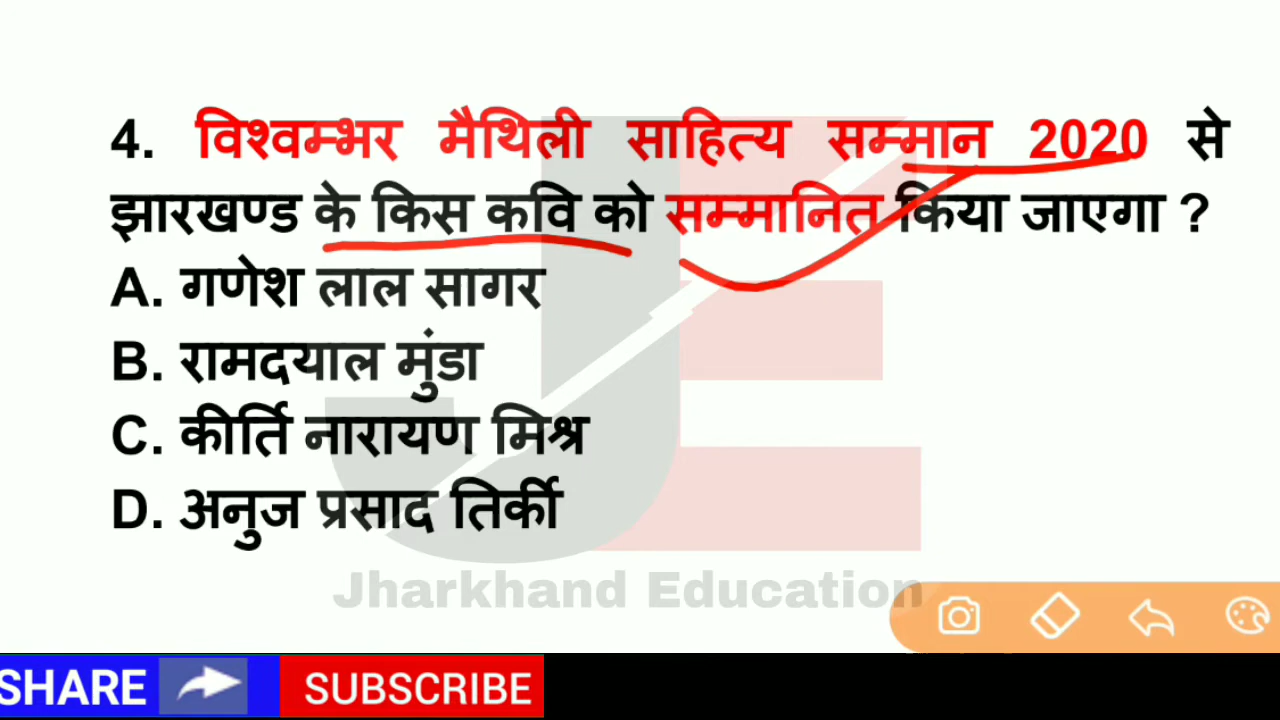 4. विश्वम्भर मैथिली साहित्य सम्मान 2020 से
झारखण्ड के किस कवि को सम्मानित किया जाएगा ?
A. गणेश लाल सागर
B. रामदयाल मुंडा
C. कीर्ति नारायण मिश्र
D. अनुज प्रसाद तिर्की
Jharkhand Education
SHARE SUBSCRIBE